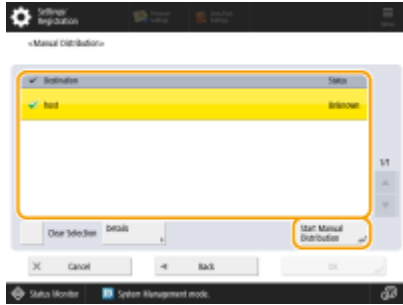 Settings/
Registration
<Manual Distribution>
Destination
Status
host
Unknown
1/1
Clear Selection
Details
Start Manual
Distribution
Cancel
Back
OK
Status Monitor
System Management mode.